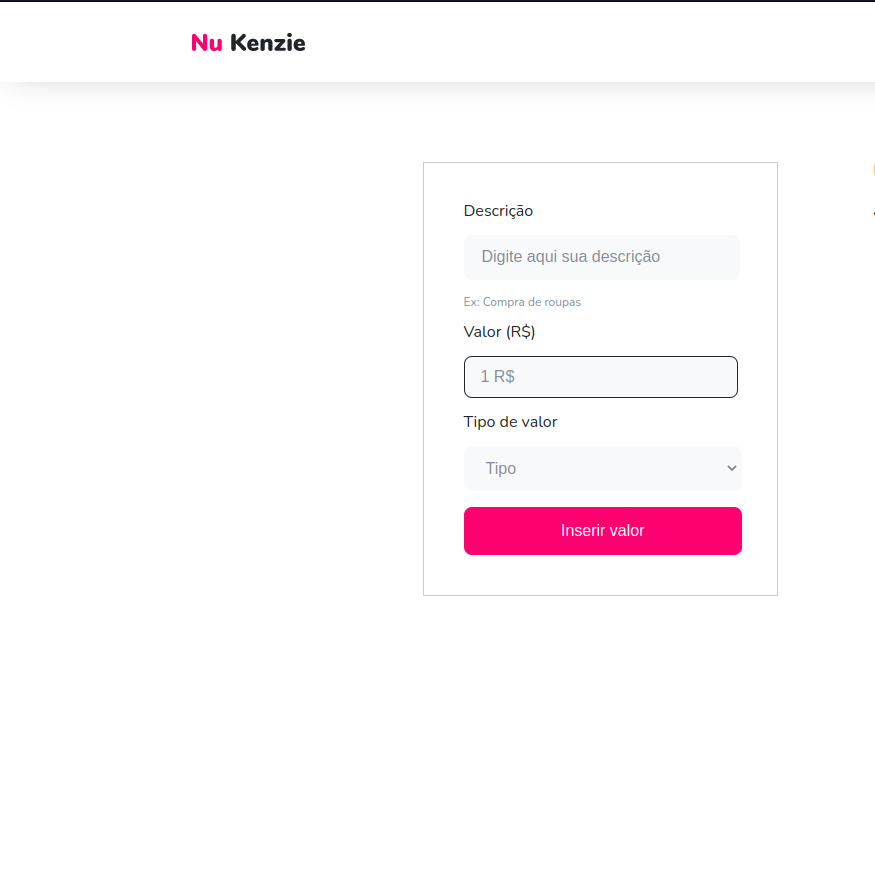 Nu Kenzie
Descrição
Digite aqui sua descrição
Ex: Compra de roupas
Valor (R$)
1 R$
Tipo de valor
Tipo
Inserir valor